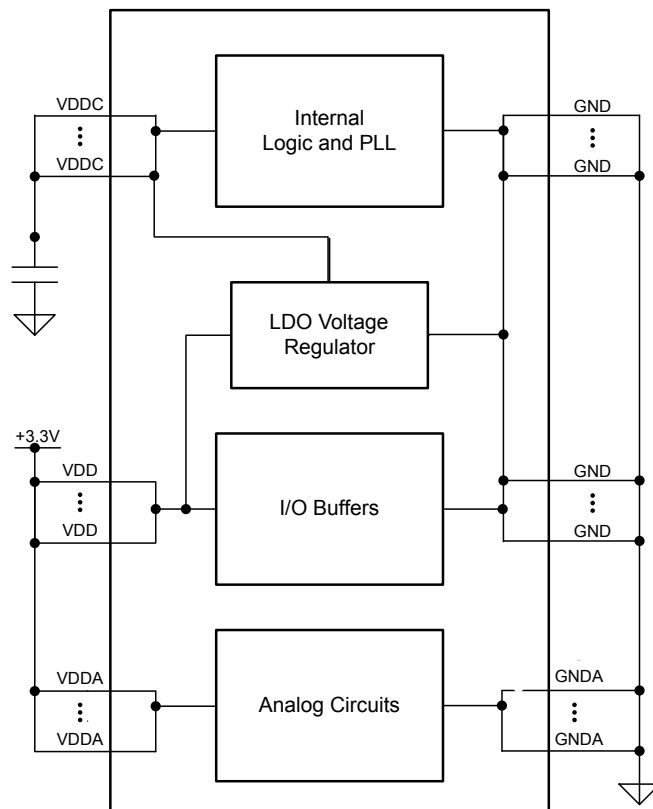 VDDC
VDDC
Internal
Logic and PLL
GND
GND
LDO Voltage
Regulator
+3.3V
VDD
VDD
I/O Buffers
GND
GND
VDDA
VDDA
Analog Circuits
GNDA
GNDA